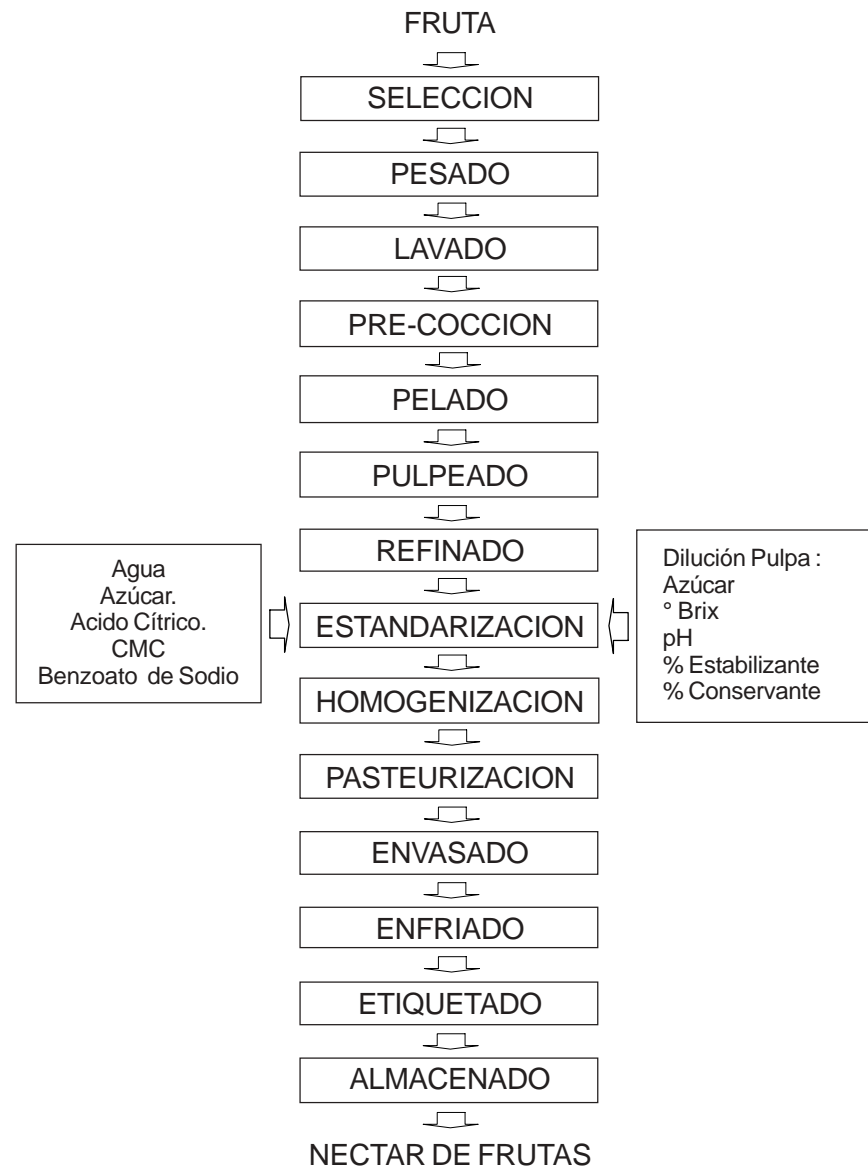 FRUTA
SELECCION
PESADO
LAVADO
PRE-COCCION
PELADO
PULPEADO
REFINADO
Agua
Azúcar.
Acido Cítrico.
CMC
Benzoato de Sodio
ESTANDARIZACION
Dilución Pulpa :
Azúcar
° Brix
pH
% Estabilizante
% Conservante
HOMOGENIZACION
PASTEURIZACION
ENVASADO
ENFRIADO
ETIQUETADO
ALMACENADO
NECTAR DE FRUTAS